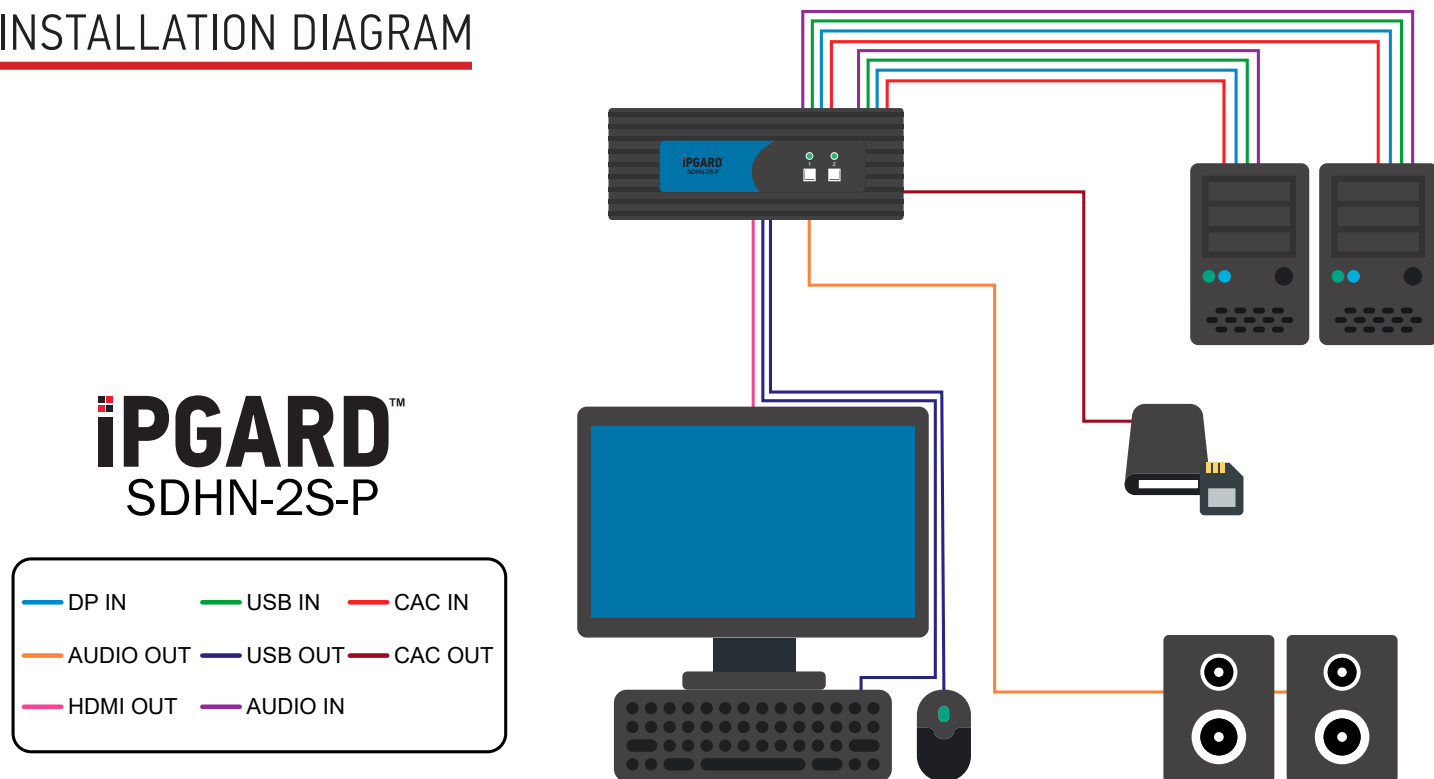 INSTALLATION DIAGRAM
iPGARD
SDHN-2S-P
1 2
iPGARD™
SDHN-2S-P
DP IN USB IN CAC IN
AUDIO OUT USB OUT CAC OUT
HDMI OUT AUDIO IN